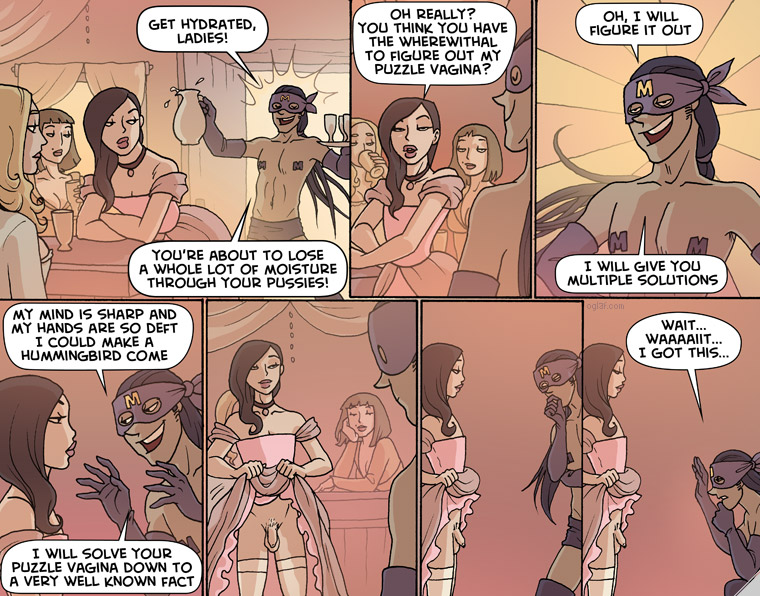 GET HYDRATED,
LADIES!
M
M M
YOU'RE ABOUT TO LOSE
A WHOLE LOT OF MOISTURE
THROUGH YOUR PUSSIES!
OH REALLY?
YOU THINK YOU HAVE
THE WHEREWITHAL
TO FIGURE OUT MY
PUZZLE VAGINA?
OH, I WILL
FIGURE IT OUT
M
M M
I WILL GIVE YOU
MULTIPLE SOLUTIONS
MY MIND IS SHARP AND
MY HANDS ARE SO DEFT
I COULD MAKE A
HUMMINGBIRD COME
M
I WILL SOLVE YOUR
PUZZLE VAGINA DOWN TO
A VERY WELL KNOWN FACT
M
oglaf.com
WAIT...
WAAAAIIT...
I GOT THIS...
M